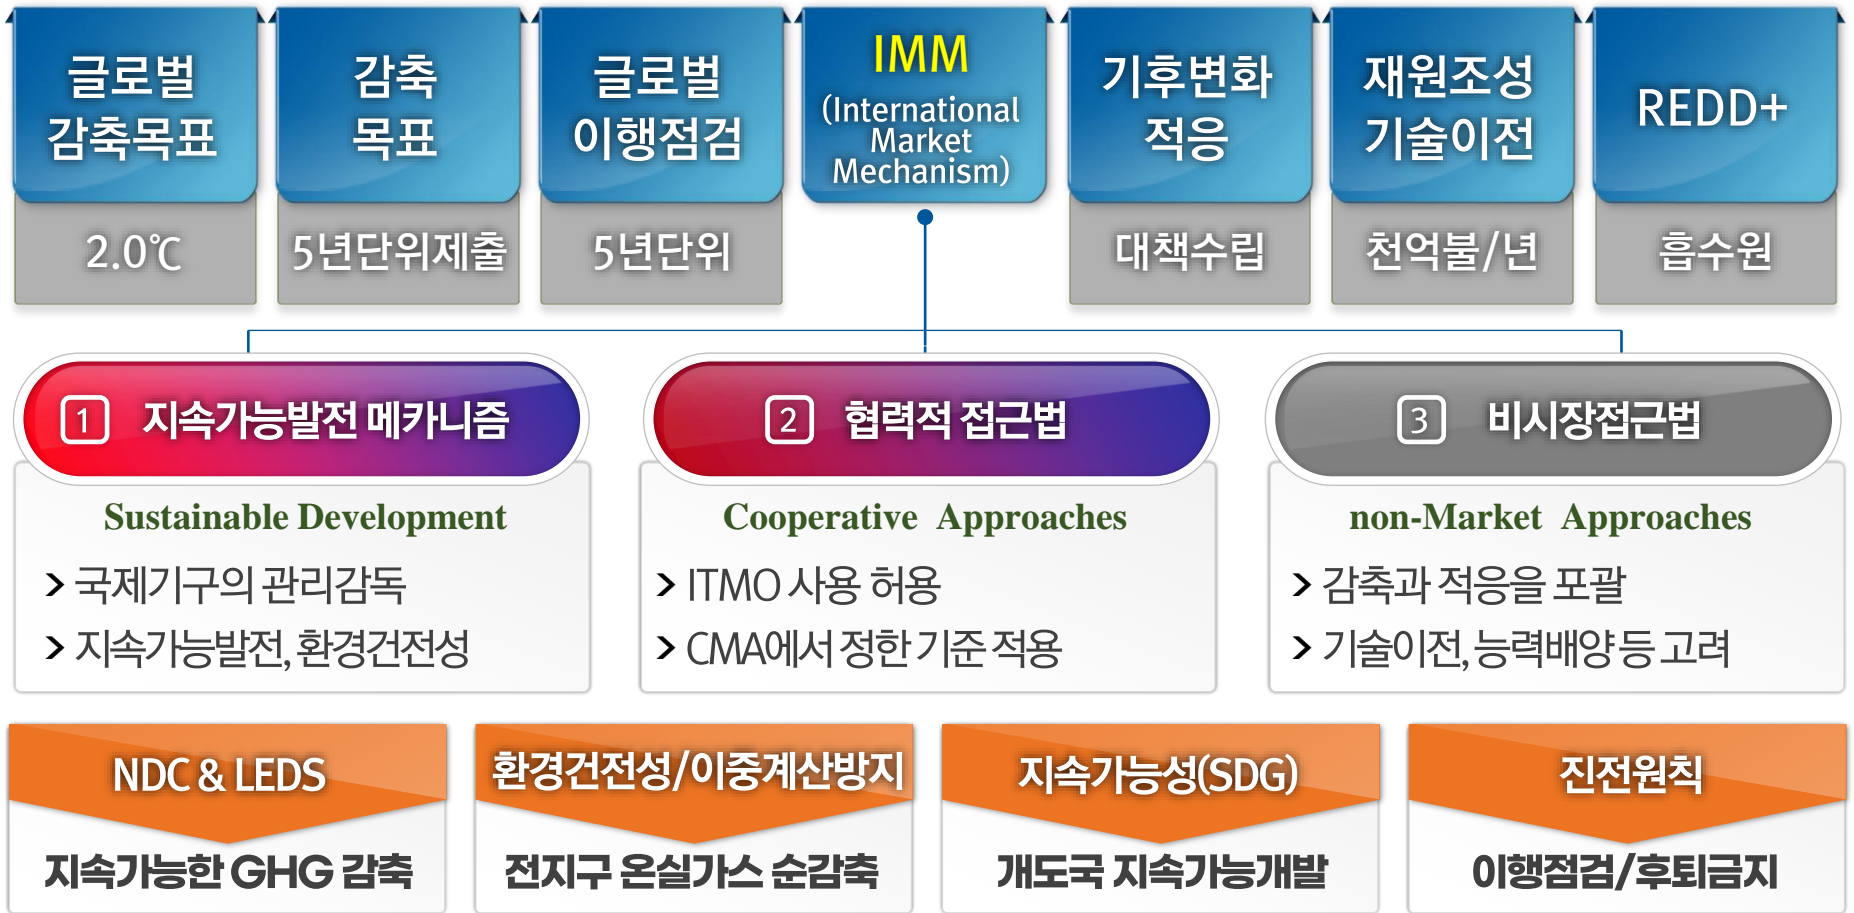 글로벌
감축목표
2.0℃
감축
목표
5년단위제출
글로벌
이행점검
5년단위
IMM
(International
Market
Mechanism)
기후변화
적응
대책수립
재원조성
기술이전
천억불/년
REDD+
흡수원
1 지속가능발전 메카니즘
Sustainable Development
> 국제기구의 관리감독
> 지속가능발전, 환경건전성
2 협력적 접근법
Cooperative Approaches
> ITMO 사용 허용
> CMA에서 정한 기준 적용
3 비시장접근법
non-Market Approaches
> 감축과 적응을 포괄
> 기술이전, 능력배양 등 고려
NDC & LEDS
지속가능한 GHG 감축
환경건전성/이중계산방지
전지구 온실가스 순감축
지속가능성(SDG)
개도국 지속가능개발
진전원칙
이행점검/후퇴금지